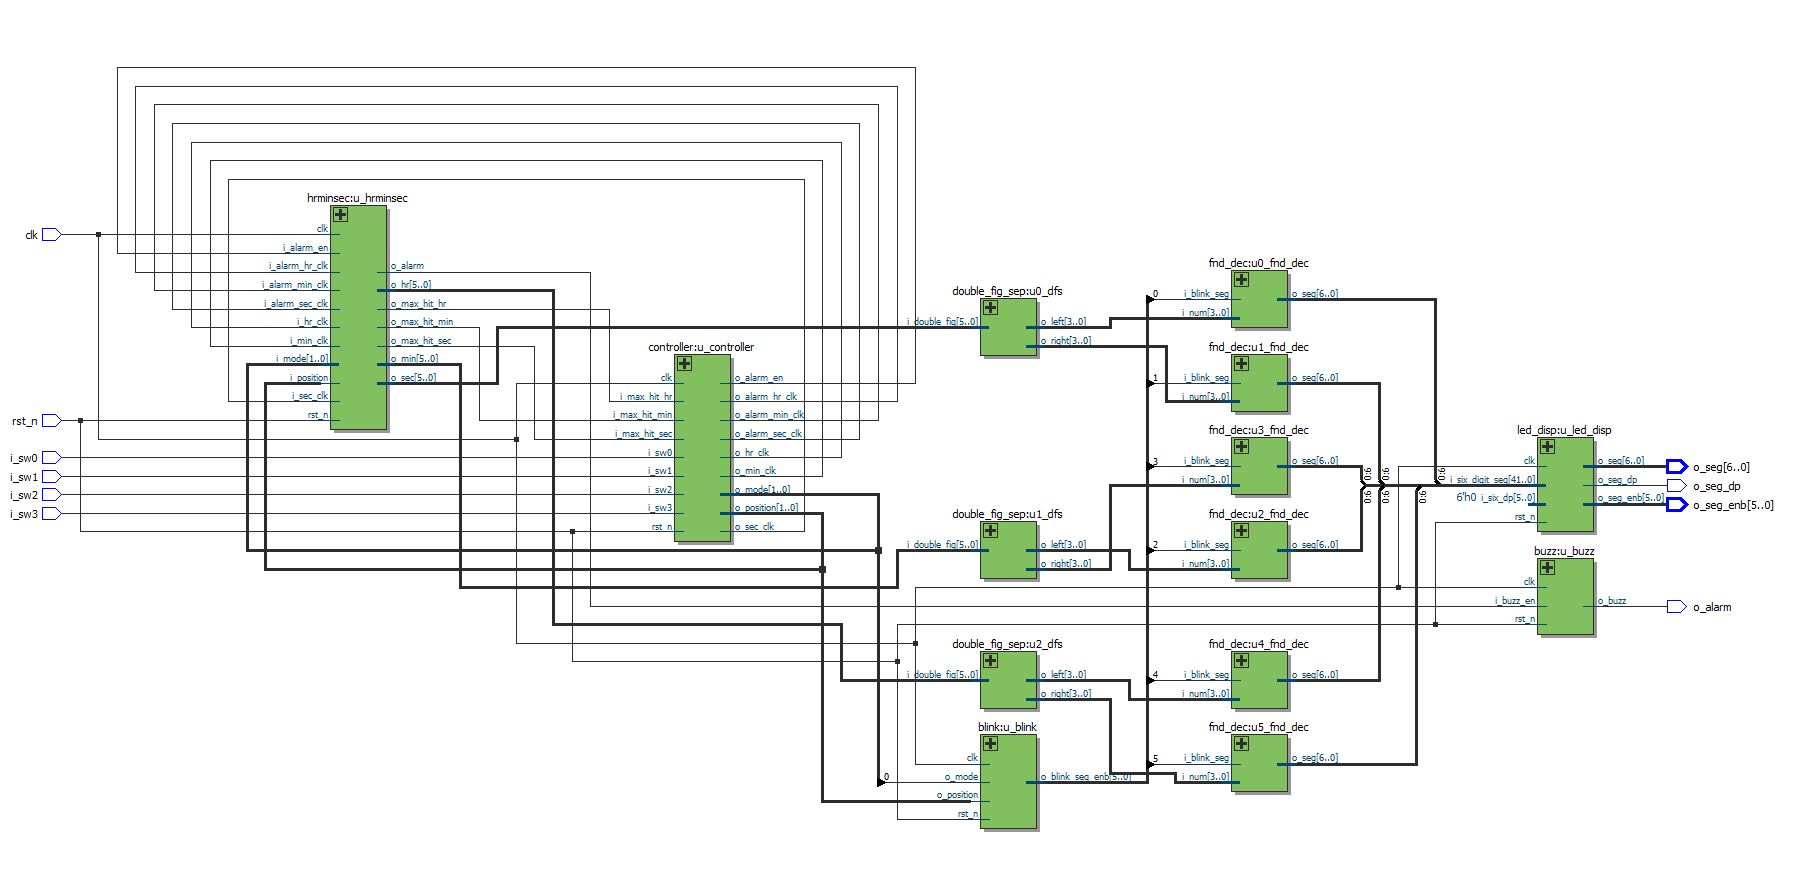 clk
rst_n
i_sw0
i_sw1
i_sw2
i_sw3
hrminsec:u_hrminsec
clk
i_alarm_en
i_alarm_hr_clk
i_alarm_min_clk
i_alarm_sec_clk
i_hr_clk
i_min_clk
i_mode[1..0]
i_position
i_sec_clk
rst_n
o_alarm
o_hr[5..0]
o_max_hit_hr
o_max_hit_min
o_max_hit_sec
o_min[5..0]
o_sec[5..0]
controller:u_controller
clk
i_max_hit_hr
i_max_hit_min
i_max_hit_sec
i_sw0
i_sw1
i_sw2
i_sw3
rst_n
o_alarm_en
o_alarm_hr_clk
o_alarm_min_clk
o_alarm_sec_clk
o_hr_clk
o_min_clk
o_mode[1..0]
o_position[1..0]
o_sec_clk
double_fig_sep:u0_dfs
i_double_fig[5..0]
o_left[3..0]
o_right[3..0]
double_fig_sep:u1_dfs
i_double_fig[5..0]
o_left[3..0]
o_right[3..0]
double_fig_sep:u2_dfs
i_double_fig[5..0]
o_left[3..0]
o_right[3..0]
blink:u_blink
clk
0
o_mode
o_position
rst_n
o_blink_seg_enb[5..0]
fnd_dec:u0_fnd_dec
0
i_blink_seg
i_num[3..0]
o_seg[6..0]
fnd_dec:u1_fnd_dec
1
i_blink_seg
i_num[3..0]
o_seg[6..0]
fnd_dec:u3_fnd_dec
3
i_blink_seg
i_num[3..0]
o_seg[6..0]
fnd_dec:u2_fnd_dec
2
i_blink_seg
i_num[3..0]
o_seg[6..0]
fnd_dec:u4_fnd_dec
4
i_blink_seg
i_num[3..0]
o_seg[6..0]
fnd_dec:u5_fnd_dec
5
i_blink_seg
i_num[3..0]
o_seg[6..0]
0:6
0:6
0:6
0:6
0:6
0:6
led_disp:u_led_disp
clk
i_six_digit_seg[41..0]
6'h0 i_six_dp[5..0]
rst_n
o_seg[6..0]
o_seg_dp
o_seg_enb[5..0]
buzz:u_buzz
clk
i_buzz_en
rst_n
o_buzz
o_seg[6..0]
o_seg_dp
o_seg_enb[5..0]
o_alarm